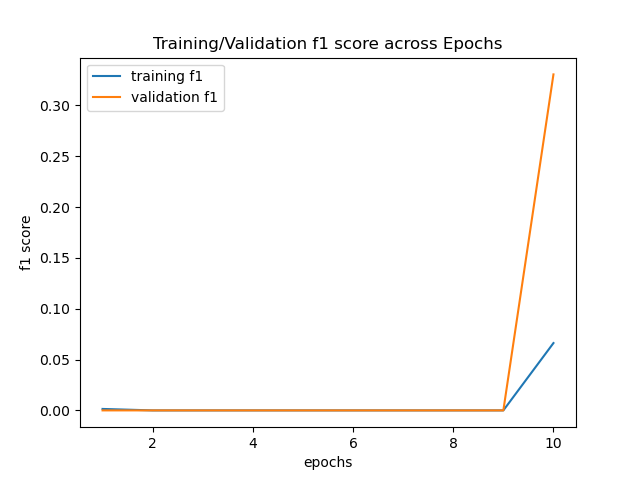 Training/Validation f1 score across Epochs
training f1
validation f1
0.30
0.25
0.20
0.15
0.10
0.05
0.00
f1 score
2 4 6 8 10
epochs